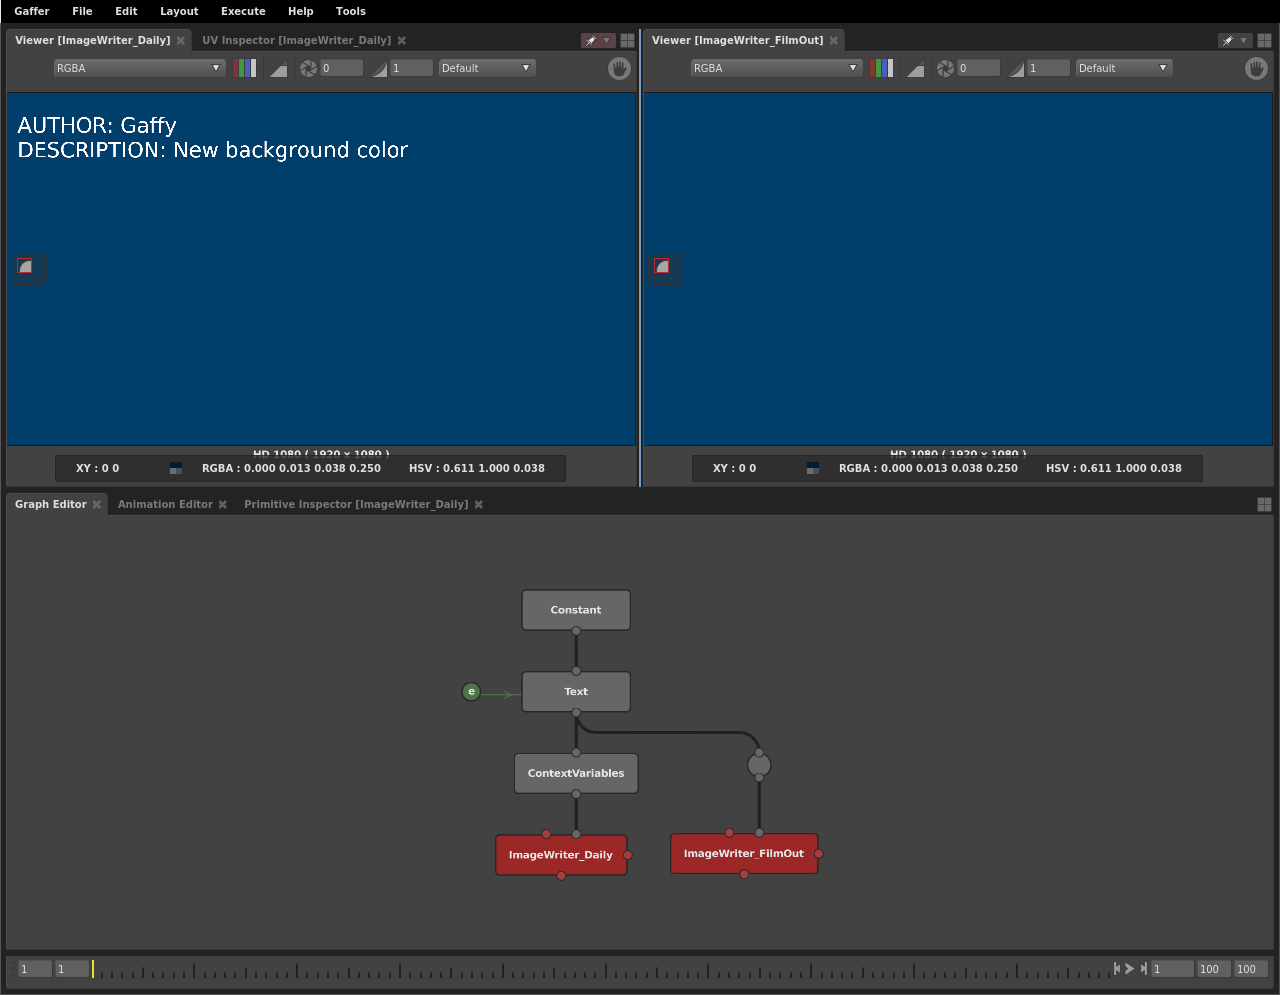 Gaffer File Edit Layout Execute Help Tools
Viewer [ImageWriter_Daily] UV Inspector [ImageWriter_Daily]
RGBA 0 1 Default
AUTHOR: Gaffy
DESCRIPTION: New background color
HD 1080 ( 1920 x 1080 )
XY : 0 0 RGBA : 0.000 0.013 0.038 0.250 HSV : 0.611 1.000 0.038
Viewer [ImageWriter_FilmOut]
RGBA 0 1 Default
HD 1080 ( 1920 x 1080 )
XY : 0 0 RGBA : 0.000 0.013 0.038 0.250 HSV : 0.611 1.000 0.038
Graph Editor Animation Editor Primitive Inspector [ImageWriter_Daily]
Constant
e Text
ContextVariables
ImageWriter_Daily ImageWriter_FilmOut
1 1 1 100 100